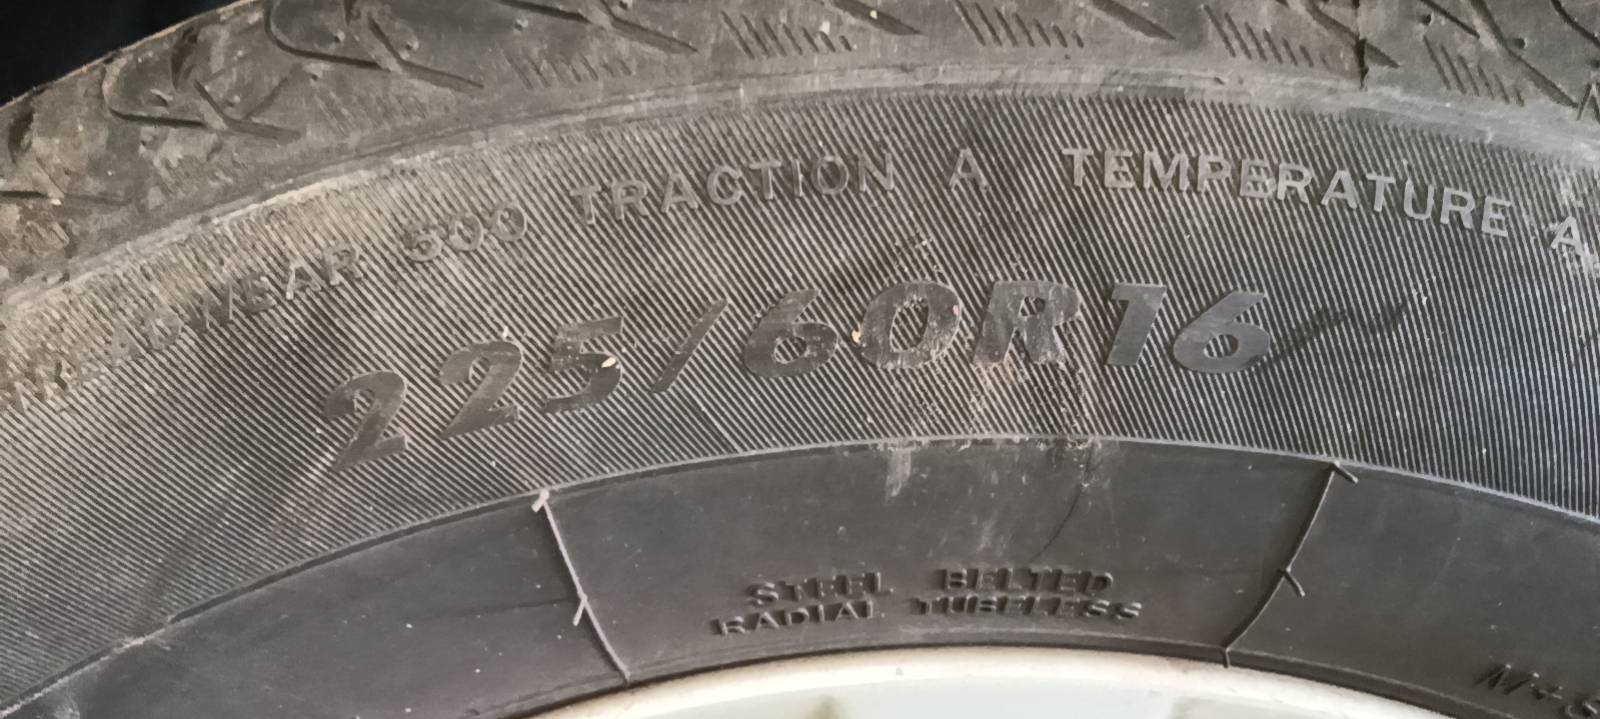 TREADWEAR 500 TRACTION A TEMPERATURE A
225/60R16
STEEL BELTED
RADIAL TUBELESS
M+S